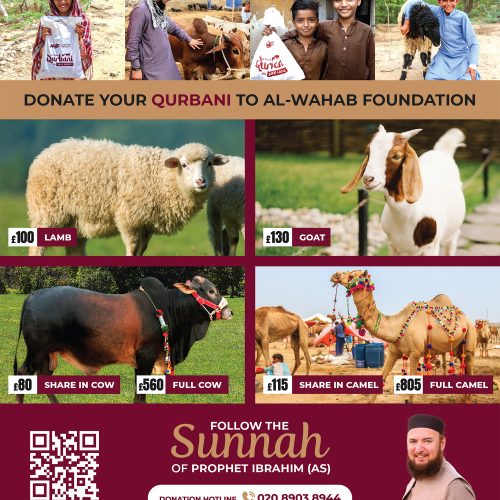 Qurbani
Qurbani
DONATE YOUR QURBANI TO AL-WAHAB FOUNDATION
£100 LAMB
£130 GOAT
£80 SHARE IN COW £560 FULL COW
£115 SHARE IN CAMEL £805 FULL CAMEL
FOLLOW THE
Sunnah
OF PROPHET IBRAHIM (AS)
DONATION HOTLINE 020 8903 8944